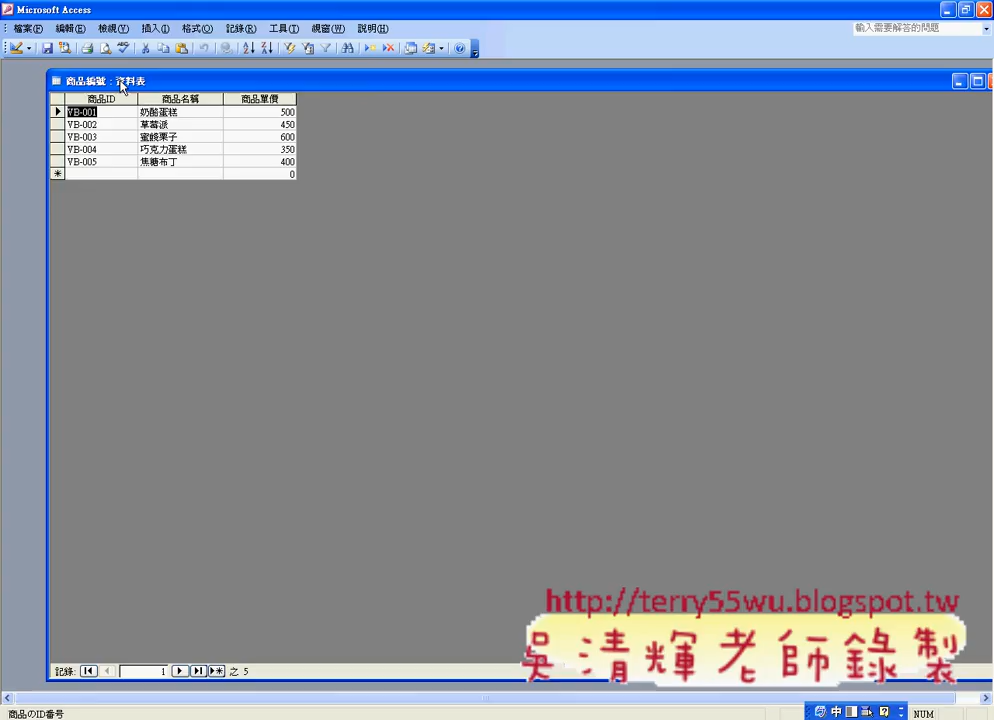 Microsoft Access
檔案(F) 編輯(E) 檢視(V) 插入(I) 格式(O) 記錄(R) 工具(T) 視窗(W) 說明(H)
輸入需要解答的問題
商品編號 : 資料表
商品ID 商品名稱 商品單價
VB-001 奶酪蛋糕 500
VB-002 草莓派 450
VB-003 蜜餞栗子 600
VB-004 巧克力蛋糕 350
VB-005 焦糖布丁 400
0
http://terry55wu.blogspot.tw
吳清輝老師錄製
記錄: 1 之 5
商品のID番号
中
NUM